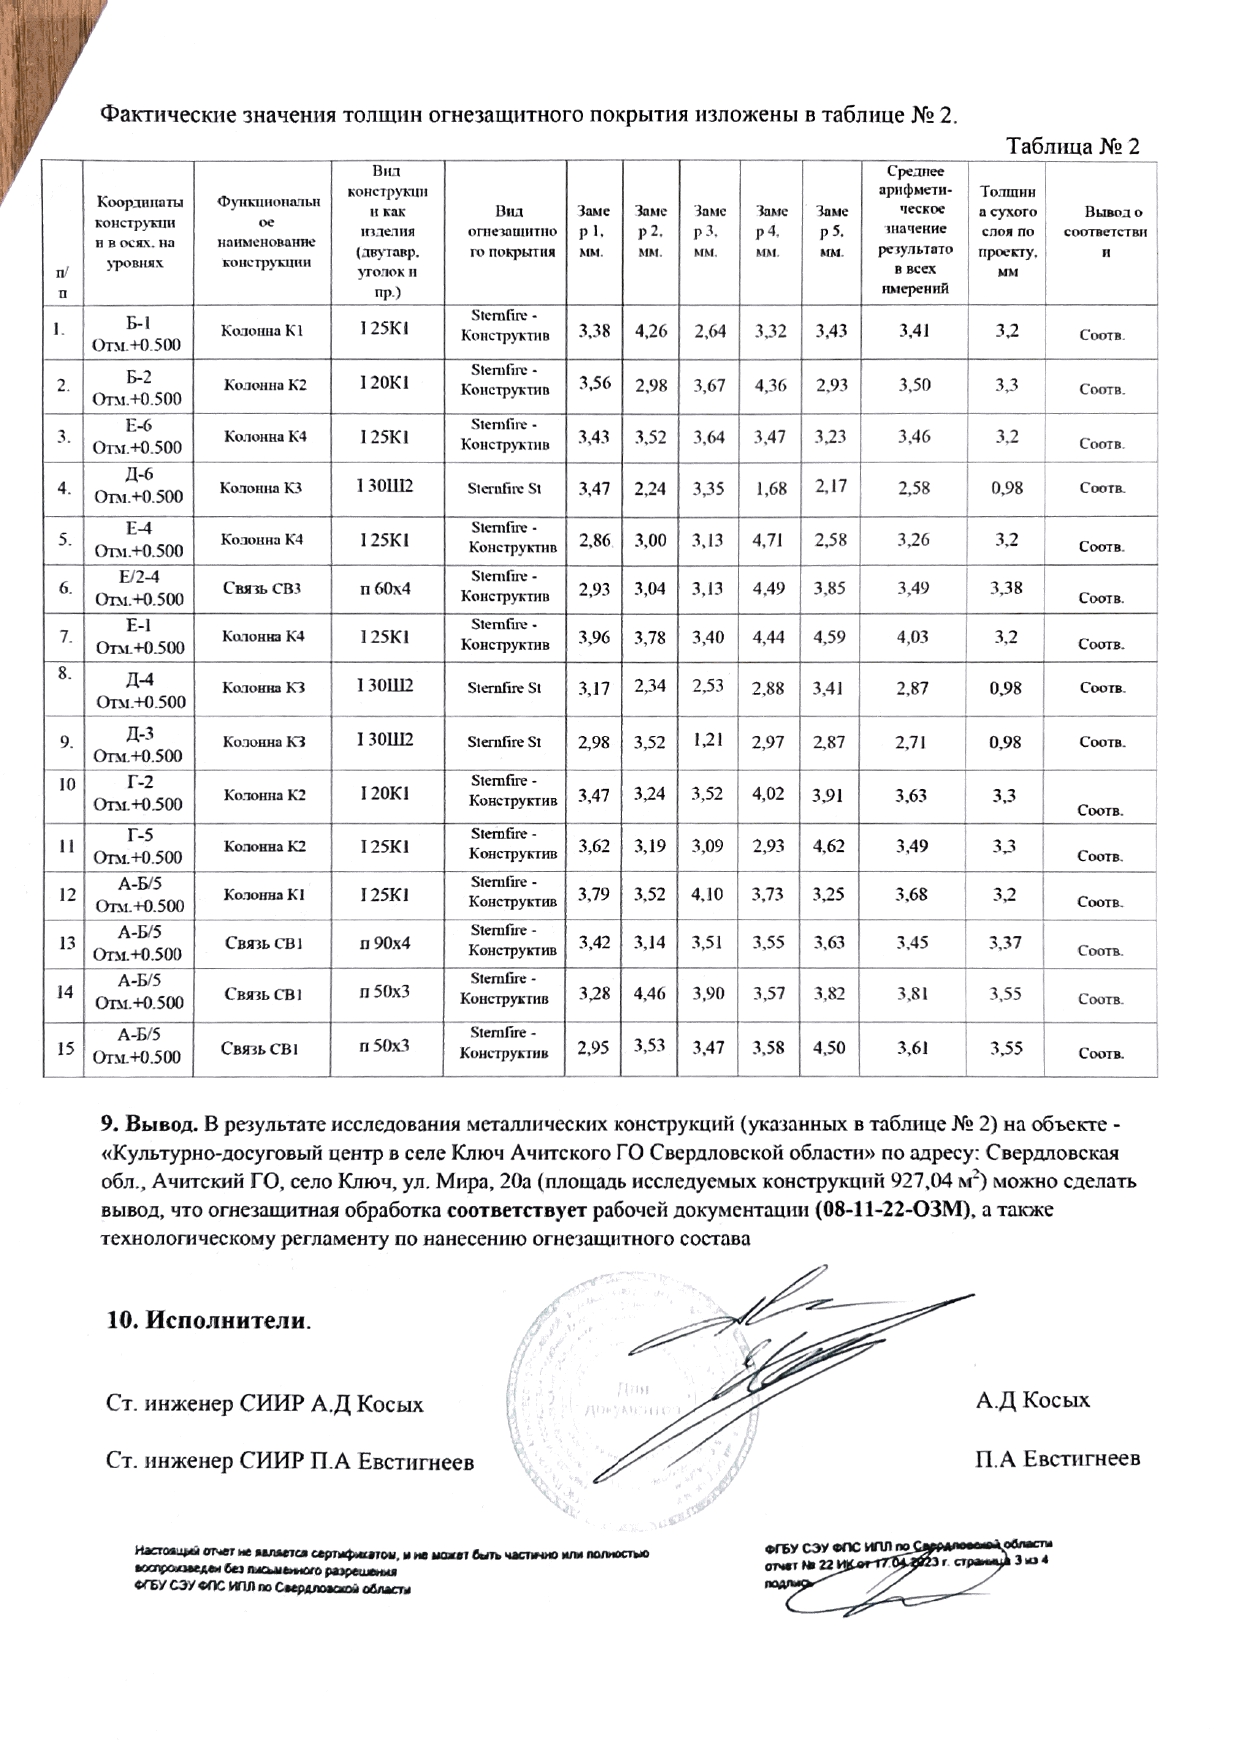 Фактические значения толщин огнезащитного покрытия изложены в таблице № 2.
Таблица № 2
п/п | Координаты конструкции в осях, на уровнях | Функциональное наименование конструкции | Вид конструкции как изделия (двутавр, уголок и пр.) | Вид огнезащитного покрытия | Замер 1, мм. | Замер 2, мм. | Замер 3, мм. | Замер 4, мм. | Замер 5, мм. | Среднее арифмети-ческое значение результатов всех имерений | Толщина сухого слоя по проекту, мм | Вывод о соответствии
1. | Б-1 Отм.+0.500 | Колонна К1 | I 25К1 | Sternfire - Конструктив | 3,38 | 4,26 | 2,64 | 3,32 | 3,43 | 3,41 | 3,2 | Соотв.
2. | Б-2 Отм.+0.500 | Колонна К2 | I 20К1 | Sternfire - Конструктив | 3,56 | 2,98 | 3,67 | 4,36 | 2,93 | 3,50 | 3,3 | Соотв.
3. | Е-6 Отм.+0.500 | Колонна К4 | I 25К1 | Sternfire - Конструктив | 3,43 | 3,52 | 3,64 | 3,47 | 3,23 | 3,46 | 3,2 | Соотв.
4. | Д-6 Отм.+0.500 | Колонна К3 | I 30Ш2 | Sternfire St | 3,47 | 2,24 | 3,35 | 1,68 | 2,17 | 2,58 | 0,98 | Соотв.
5. | Е-4 Отм.+0.500 | Колонна К4 | I 25К1 | Sternfire - Конструктив | 2,86 | 3,00 | 3,13 | 4,71 | 2,58 | 3,26 | 3,2 | Соотв.
6. | Е/2-4 Отм.+0.500 | Связь СВ3 | п 60х4 | Sternfire - Конструктив | 2,93 | 3,04 | 3,13 | 4,49 | 3,85 | 3,49 | 3,38 | Соотв.
7. | Е-1 Отм.+0.500 | Колонна К4 | I 25К1 | Sternfire - Конструктив | 3,96 | 3,78 | 3,40 | 4,44 | 4,59 | 4,03 | 3,2 | Соотв.
8. | Д-4 Отм.+0.500 | Колонна К3 | I 30Ш2 | Sternfire St | 3,17 | 2,34 | 2,53 | 2,88 | 3,41 | 2,87 | 0,98 | Соотв.
9. | Д-3 Отм.+0.500 | Колонна К3 | I 30Ш2 | Sternfire St | 2,98 | 3,52 | 1,21 | 2,97 | 2,87 | 2,71 | 0,98 | Соотв.
10 | Г-2 Отм.+0.500 | Колонна К2 | I 20К1 | Sternfire - Конструктив | 3,47 | 3,24 | 3,52 | 4,02 | 3,91 | 3,63 | 3,3 | Соотв.
11 | Г-5 Отм.+0.500 | Колонна К2 | I 25К1 | Sternfire - Конструктив | 3,62 | 3,19 | 3,09 | 2,93 | 4,62 | 3,49 | 3,3 | Соотв.
12 | А-Б/5 Отм.+0.500 | Колонна К1 | I 25К1 | Sternfire - Конструктив | 3,79 | 3,52 | 4,10 | 3,73 | 3,25 | 3,68 | 3,2 | Соотв.
13 | А-Б/5 Отм.+0.500 | Связь СВ1 | п 90х4 | Sternfire - Конструктив | 3,42 | 3,14 | 3,51 | 3,55 | 3,63 | 3,45 | 3,37 | Соотв.
14 | А-Б/5 Отм.+0.500 | Связь СВ1 | п 50х3 | Sternfire - Конструктив | 3,28 | 4,46 | 3,90 | 3,57 | 3,82 | 3,81 | 3,55 | Соотв.
15 | А-Б/5 Отм.+0.500 | Связь СВ1 | п 50х3 | Sternfire - Конструктив | 2,95 | 3,53 | 3,47 | 3,58 | 4,50 | 3,61 | 3,55 | Соотв.
9. Вывод. В результате исследования металлических конструкций (указанных в таблице № 2) на объекте -
«Культурно-досуговый центр в селе Ключ Ачитского ГО Свердловской области» по адресу: Свердловская
обл., Ачитский ГО, село Ключ, ул. Мира, 20а (площадь исследуемых конструкций 927,04 м²) можно сделать
вывод, что огнезащитная обработка соответствует рабочей документации (08-11-22-ОЗМ), а также
технологическому регламенту по нанесению огнезащитного состава
10. Исполнители.
Для
документов
Ст. инженер СИИР А.Д Косых
А.Д Косых
Ст. инженер СИИР П.А Евстигнеев
П.А Евстигнеев
Настоящий отчет не является сертификатом, и не может быть частично или полностью
воспроизведен без письменного разрешения
ФГБУ СЭУ ФПС ИПЛ по Свердловской области
ФГБУ СЭУ ФПС ИПЛ по Свердловской области
отчет № 22 ИК от 17.04.2023 г. страница 3 из 4
подпись